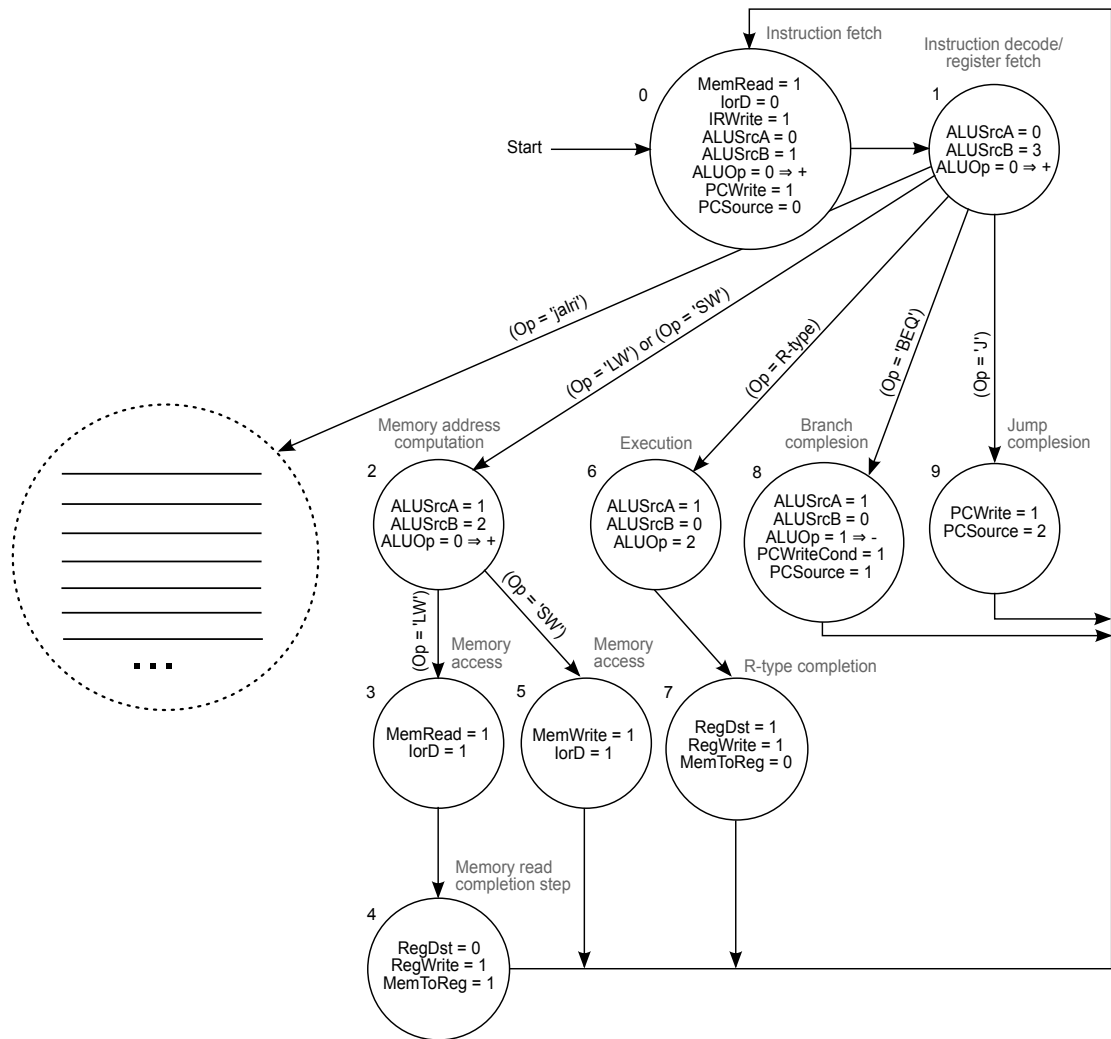 Instruction fetch
Instruction decode/
register fetch
0
MemRead = 1
IorD = 0
IRWrite = 1
ALUSrcA = 0
ALUSrcB = 1
ALUOp = 0 ⇒ +
PCWrite = 1
PCSource = 0
1
ALUSrcA = 0
ALUSrcB = 3
ALUOp = 0 ⇒ +
Start
(Op = 'jalri')
(Op = 'LW') or (Op = 'SW')
(Op = R-type)
(Op = 'BEQ')
(Op = 'J')
Memory address
computation
2
ALUSrcA = 1
ALUSrcB = 2
ALUOp = 0 ⇒ +
Execution
6
ALUSrcA = 1
ALUSrcB = 0
ALUOp = 2
Branch
complesion
8
ALUSrcA = 1
ALUSrcB = 0
ALUOp = 1 ⇒ -
PCWriteCond = 1
PCSource = 1
Jump
complesion
9
PCWrite = 1
PCSource = 2
(Op = 'LW')
(Op = 'SW')
Memory
access
3
MemRead = 1
IorD = 1
Memory
access
5
MemWrite = 1
IorD = 1
R-type completion
7
RegDst = 1
RegWrite = 1
MemToReg = 0
Memory read
completion step
4
RegDst = 0
RegWrite = 1
MemToReg = 1